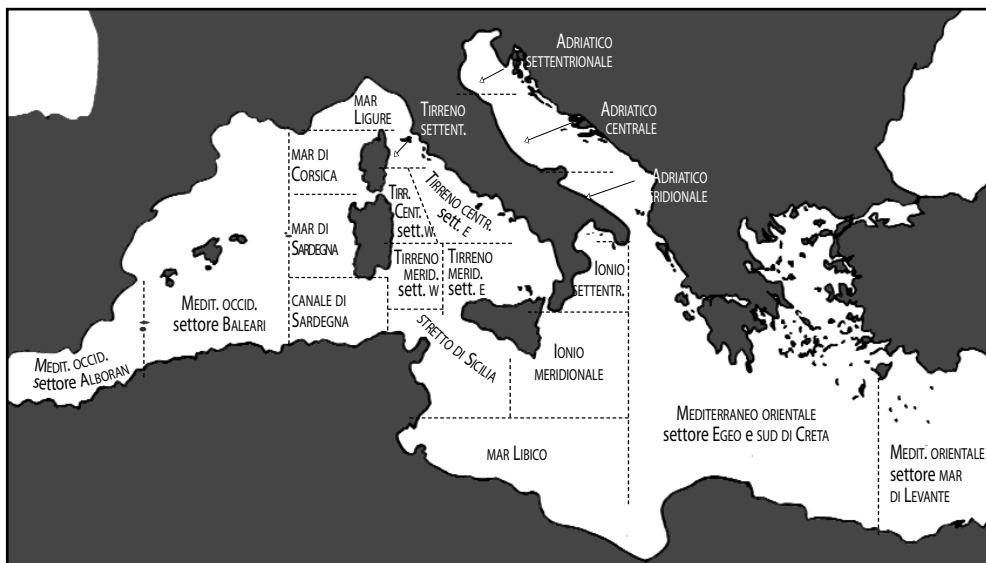 ADRIATICO
SETTENTRIONALE
MAR
LIGURE
TIRRENO
SETTENT.
ADRIATICO
CENTRALE
MAR DI
CORSICA
ADRIATICO
MERIDIONALE
TIRR.
CENT.
sett.W.
TIRRENO CENTR.
sett. E
MAR DI
SARDEGNA
TIRRENO
MERID.
sett. W
TIRRENO
MERID.
sett. E
IONIO
SETTENTR.
MEDIT. OCCID.
settore BALEARI
CANALE DI
SARDEGNA
STRETTO DI SICILIA
IONIO
MERIDIONALE
MEDIT. OCCID.
settore ALBORAN
MEDITERRANEO ORIENTALE
settore EGEO E SUD DI CRETA
MAR LIBICO
MEDIT. ORIENTALE
settore MAR
DI LEVANTE